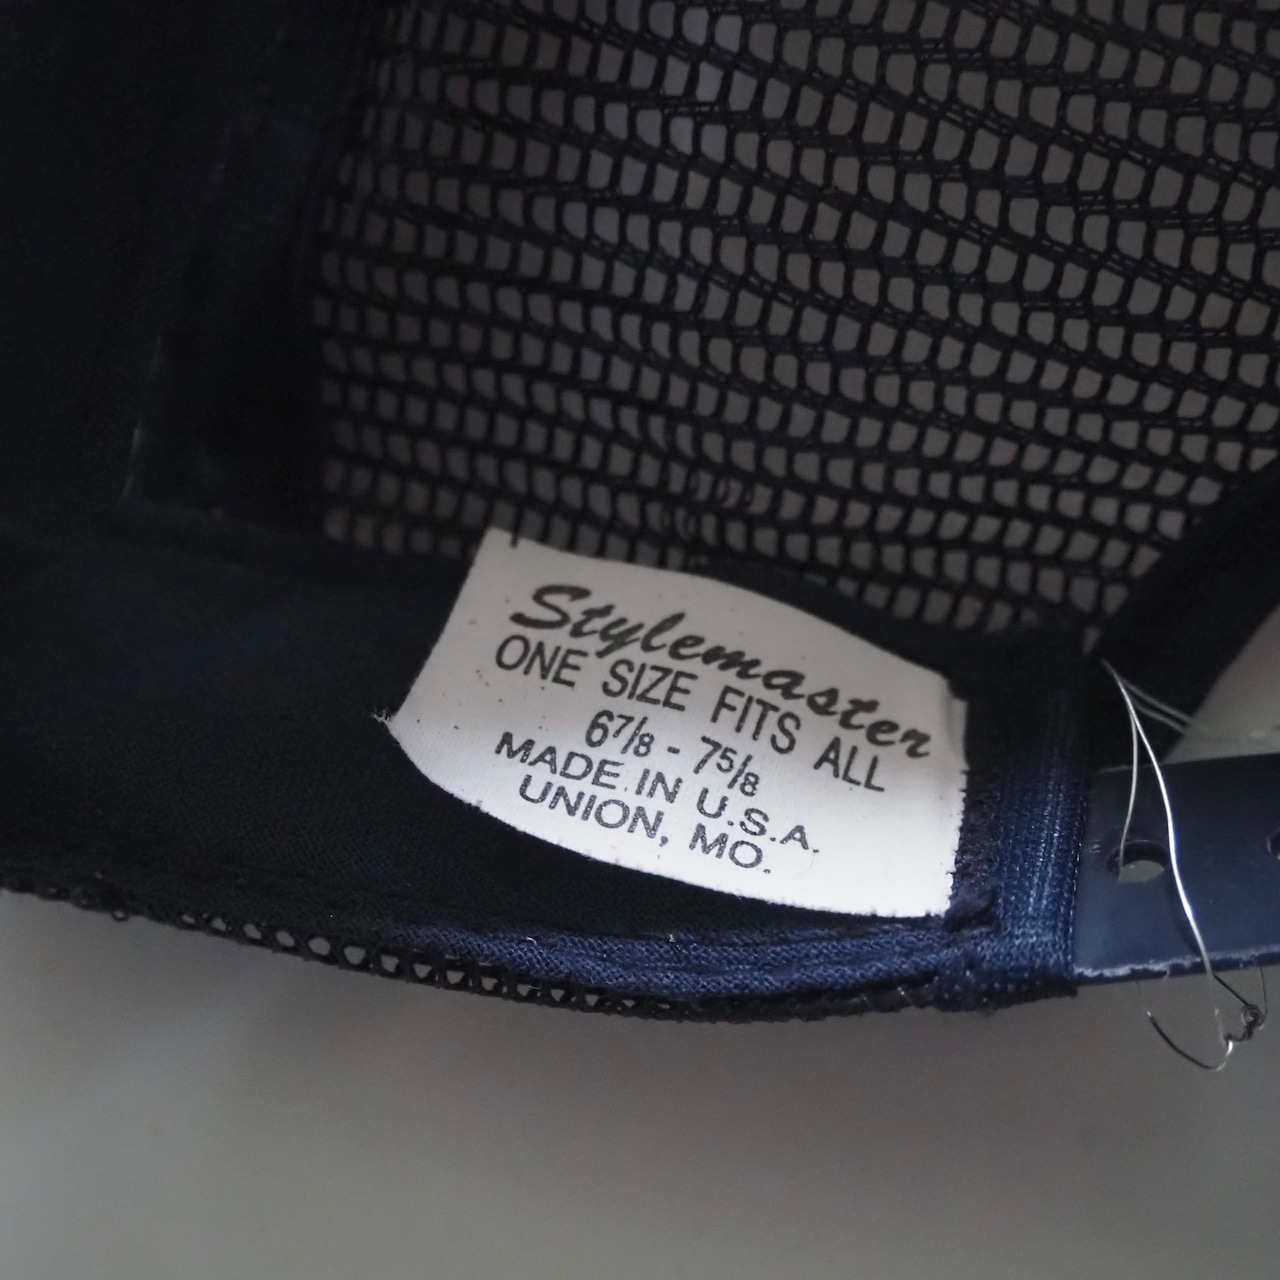 Stylemaster
ONE SIZE FITS ALL
6⅞ - 7⅝
MADE IN U.S.A.
UNION, MO.